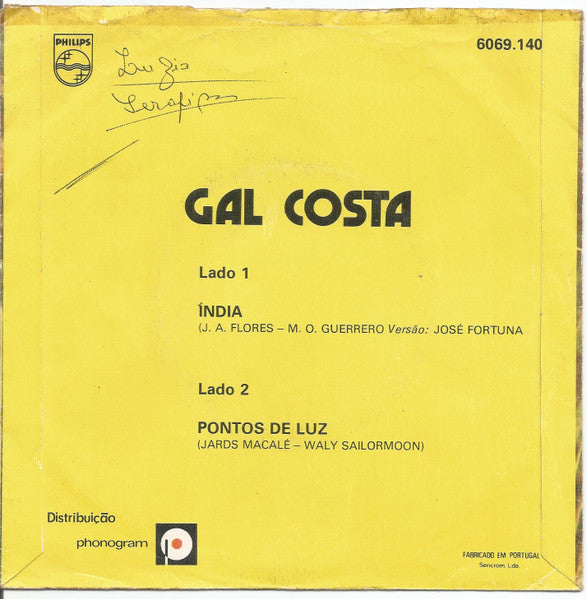 PHILIPS
6069.140
GAL COSTA
Lado 1
ÍNDIA
(J. A. FLORES – M. O. GUERRERO Versão: JOSÉ FORTUNA
Lado 2
PONTOS DE LUZ
(JARDS MACALÉ – WALY SAILORMOON)
Distribuição
phonogram
FABRICADO EM PORTUGAL
Sencrom Lda.